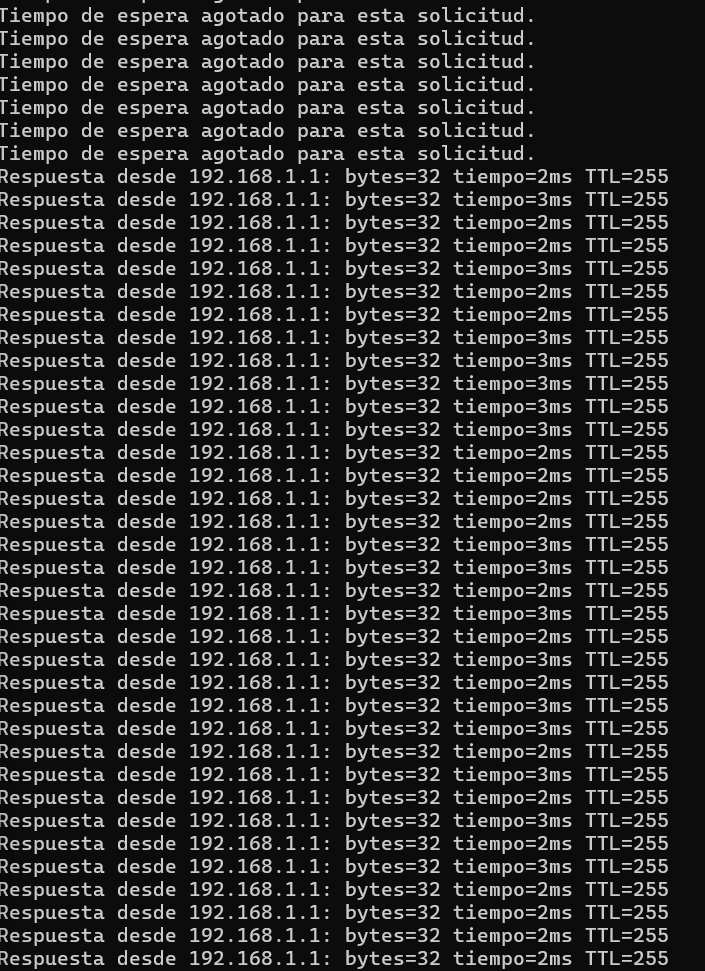 Tiempo de espera agotado para esta solicitud.
Tiempo de espera agotado para esta solicitud.
Tiempo de espera agotado para esta solicitud.
Tiempo de espera agotado para esta solicitud.
Tiempo de espera agotado para esta solicitud.
Tiempo de espera agotado para esta solicitud.
Tiempo de espera agotado para esta solicitud.
Respuesta desde 192.168.1.1: bytes=32 tiempo=2ms TTL=255
Respuesta desde 192.168.1.1: bytes=32 tiempo=3ms TTL=255
Respuesta desde 192.168.1.1: bytes=32 tiempo=2ms TTL=255
Respuesta desde 192.168.1.1: bytes=32 tiempo=2ms TTL=255
Respuesta desde 192.168.1.1: bytes=32 tiempo=3ms TTL=255
Respuesta desde 192.168.1.1: bytes=32 tiempo=2ms TTL=255
Respuesta desde 192.168.1.1: bytes=32 tiempo=2ms TTL=255
Respuesta desde 192.168.1.1: bytes=32 tiempo=3ms TTL=255
Respuesta desde 192.168.1.1: bytes=32 tiempo=3ms TTL=255
Respuesta desde 192.168.1.1: bytes=32 tiempo=3ms TTL=255
Respuesta desde 192.168.1.1: bytes=32 tiempo=3ms TTL=255
Respuesta desde 192.168.1.1: bytes=32 tiempo=3ms TTL=255
Respuesta desde 192.168.1.1: bytes=32 tiempo=2ms TTL=255
Respuesta desde 192.168.1.1: bytes=32 tiempo=2ms TTL=255
Respuesta desde 192.168.1.1: bytes=32 tiempo=2ms TTL=255
Respuesta desde 192.168.1.1: bytes=32 tiempo=2ms TTL=255
Respuesta desde 192.168.1.1: bytes=32 tiempo=3ms TTL=255
Respuesta desde 192.168.1.1: bytes=32 tiempo=3ms TTL=255
Respuesta desde 192.168.1.1: bytes=32 tiempo=2ms TTL=255
Respuesta desde 192.168.1.1: bytes=32 tiempo=3ms TTL=255
Respuesta desde 192.168.1.1: bytes=32 tiempo=2ms TTL=255
Respuesta desde 192.168.1.1: bytes=32 tiempo=3ms TTL=255
Respuesta desde 192.168.1.1: bytes=32 tiempo=2ms TTL=255
Respuesta desde 192.168.1.1: bytes=32 tiempo=3ms TTL=255
Respuesta desde 192.168.1.1: bytes=32 tiempo=3ms TTL=255
Respuesta desde 192.168.1.1: bytes=32 tiempo=2ms TTL=255
Respuesta desde 192.168.1.1: bytes=32 tiempo=3ms TTL=255
Respuesta desde 192.168.1.1: bytes=32 tiempo=2ms TTL=255
Respuesta desde 192.168.1.1: bytes=32 tiempo=3ms TTL=255
Respuesta desde 192.168.1.1: bytes=32 tiempo=2ms TTL=255
Respuesta desde 192.168.1.1: bytes=32 tiempo=3ms TTL=255
Respuesta desde 192.168.1.1: bytes=32 tiempo=2ms TTL=255
Respuesta desde 192.168.1.1: bytes=32 tiempo=2ms TTL=255
Respuesta desde 192.168.1.1: bytes=32 tiempo=2ms TTL=255
Respuesta desde 192.168.1.1: bytes=32 tiempo=2ms TTL=255